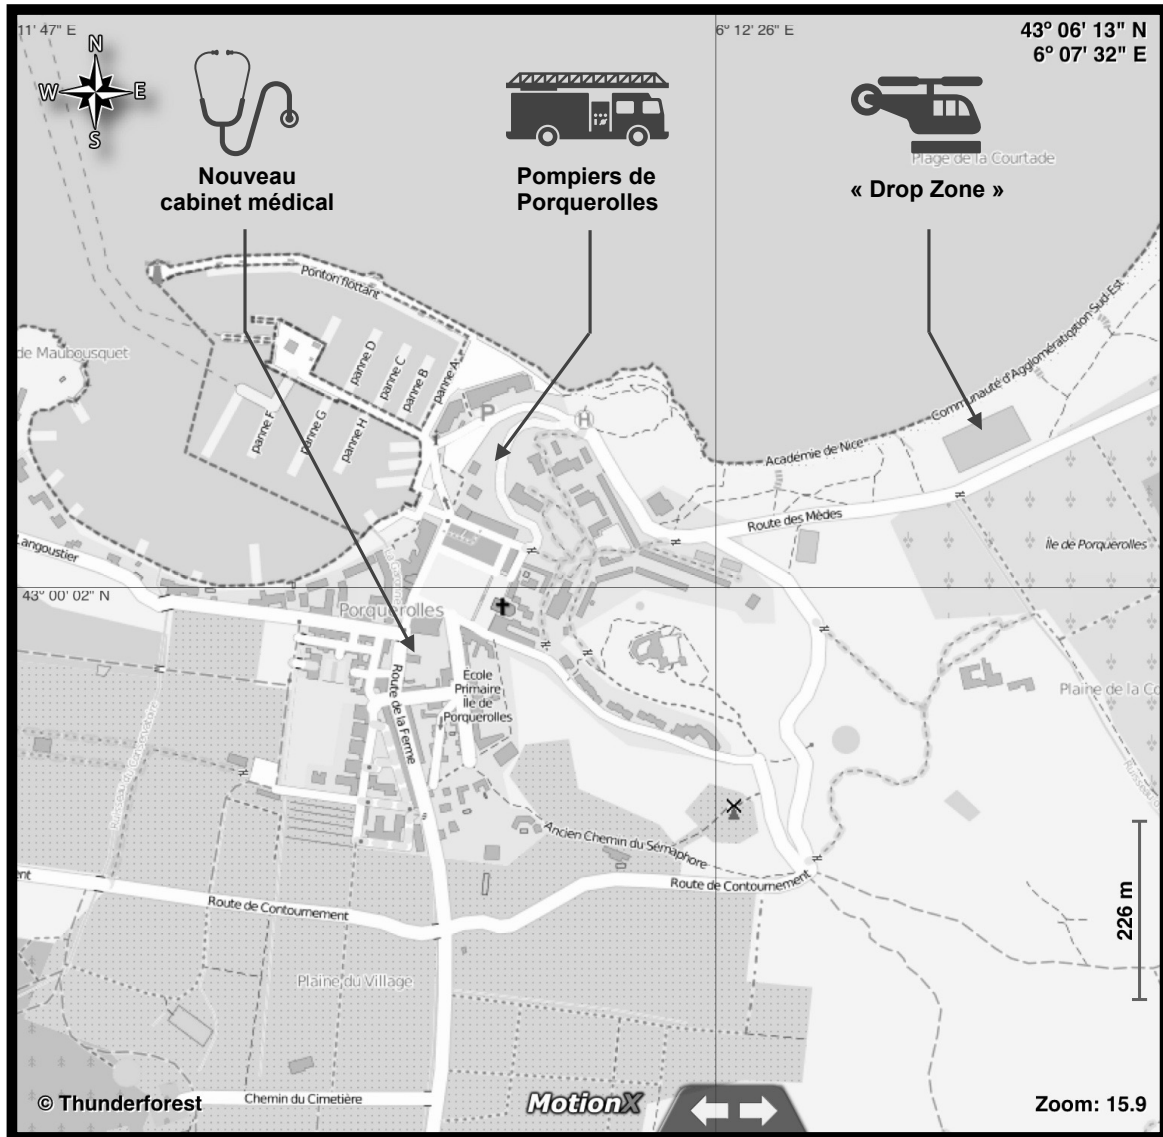 11' 47" E
6° 12' 26" E
43° 06' 13" N
6° 07' 32" E
N
W
E
S
Nouveau
cabinet médical
Pompiers de
Porquerolles
Plage de la Courtade
« Drop Zone »
Ponton flottant
de Maubousquet
panne D
panne C
panne B
panne A
panne F
panne G
panne H
P
H
Communauté d'Agglomération Sud-Est
Académie de Nice
Route des Mèdes
Île de Porquerolles
Langoustier
43° 00' 02" N
Porquerolles
École
Primaire
Île de
Porquerolles
Route de la Ferme
Plaine de la Co
Ancien Chemin du Sémaphore
Route de Contournement
ent
Route de Contournement
226 m
Plaine du Village
Chemin du Cimetière
© Thunderforest
MotionX
Zoom: 15.9